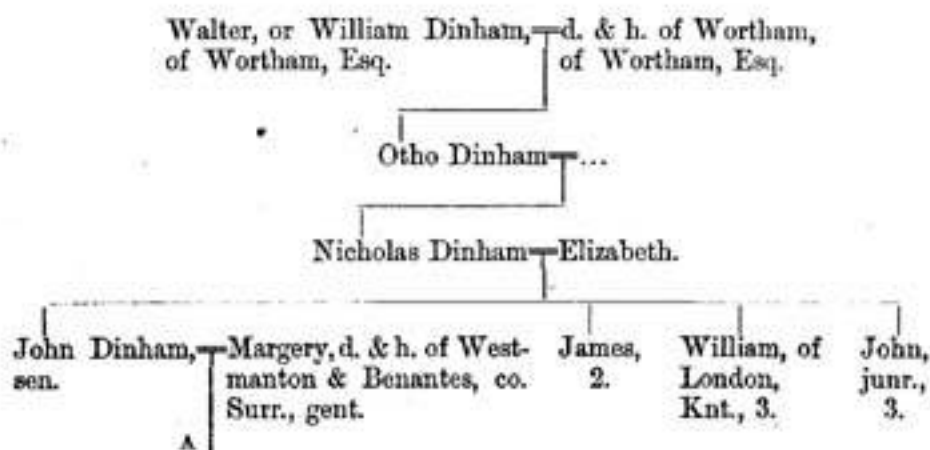 Walter, or William Dinham, d. & h. of Wortham,
of Wortham, Esq. of Wortham, Esq.
Otho Dinham ...
Nicholas Dinham Elizabeth.
John Dinham, Margery, d. & h. of West- James, William, of John,
sen. manton & Benantes, co. 2. London, junr.,
Surr., gent. Knt., 3. 3.
A